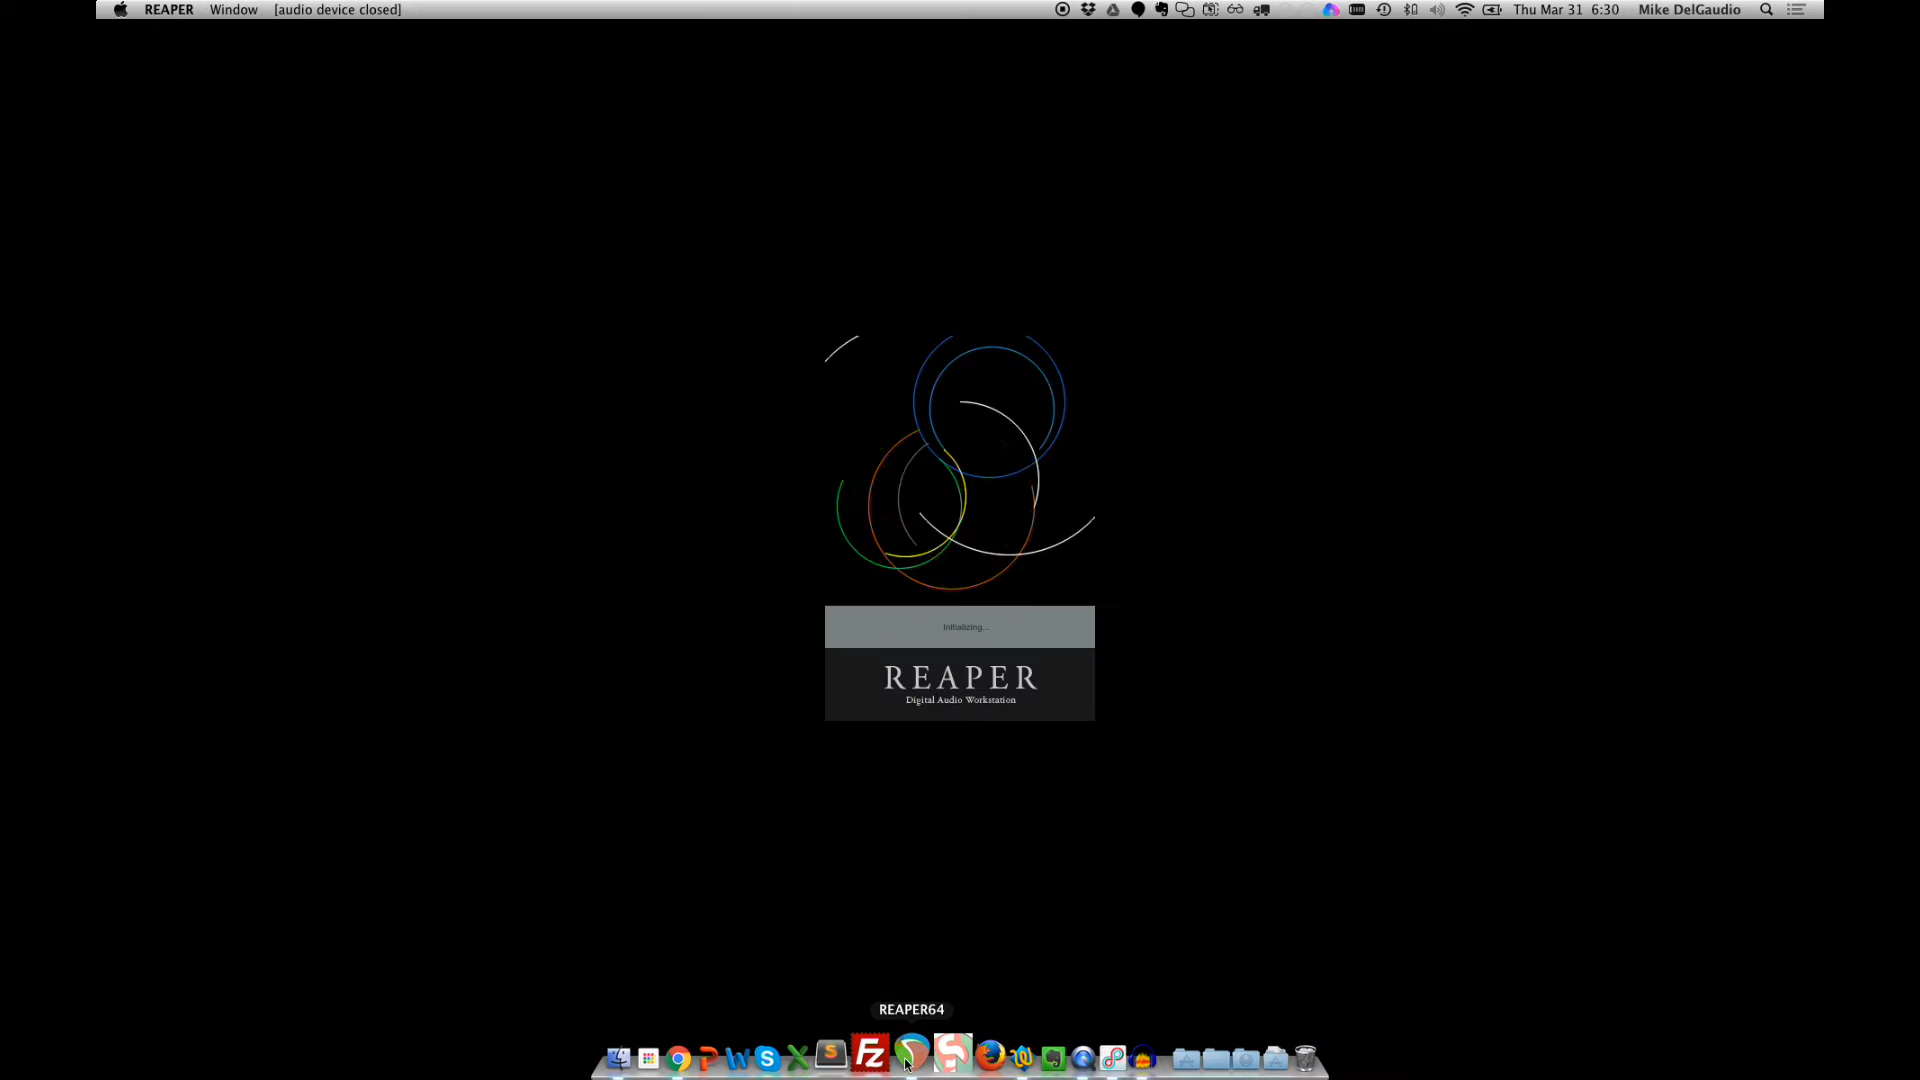 REAPER Window [audio device closed] Thu Mar 31 6:30 Mike DelGaudio
Initializing...
REAPER
Digital Audio Workstation
REAPER64